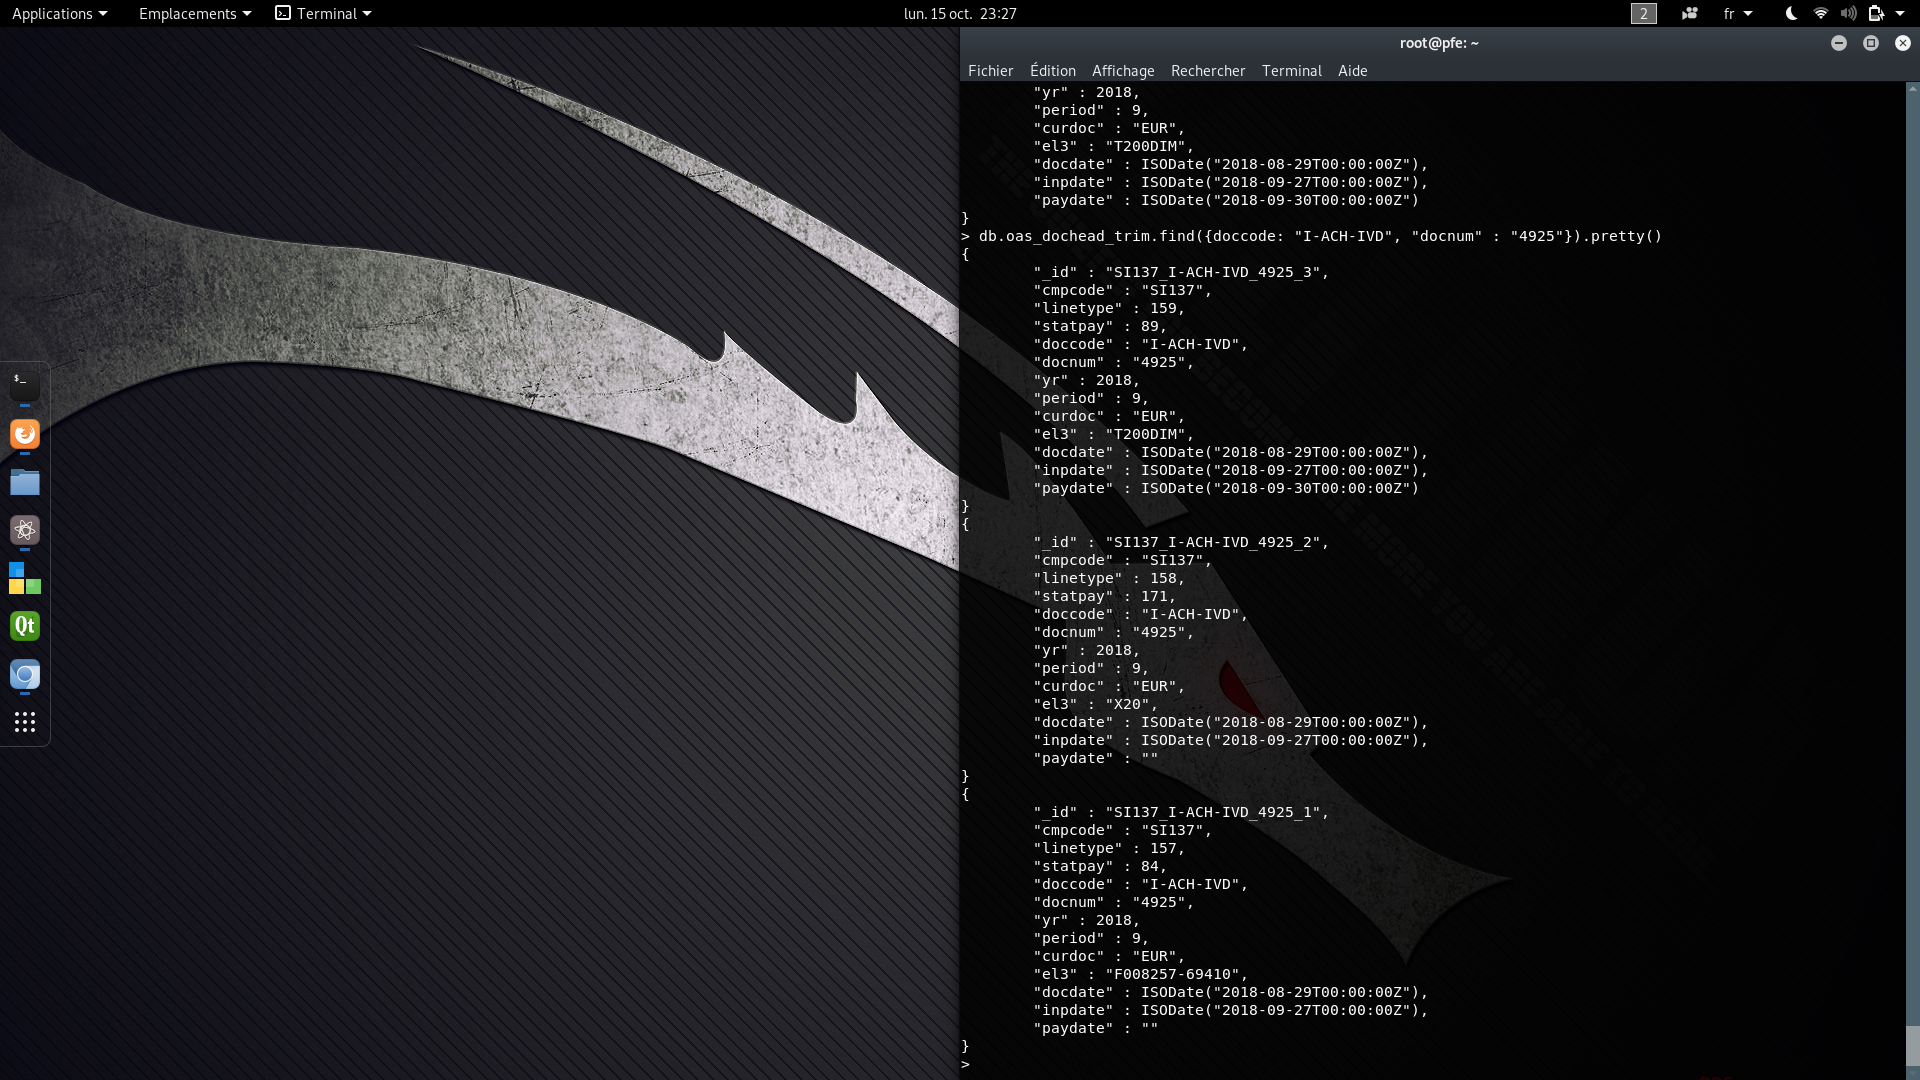 Applications Emplacements Terminal lun. 15 oct. 23:27 2 fr
root@pfe: ~
Fichier Édition Affichage Rechercher Terminal Aide
"yr" : 2018,
"period" : 9,
"curdoc" : "EUR",
"el3" : "T200DIM",
"docdate" : ISODate("2018-08-29T00:00:00Z"),
"inpdate" : ISODate("2018-09-27T00:00:00Z"),
"paydate" : ISODate("2018-09-30T00:00:00Z")
}
> db.oas_dochead_trim.find({doccode: "I-ACH-IVD", "docnum" : "4925"}).pretty()
{
"_id" : "SI137_I-ACH-IVD_4925_3",
"cmpcode" : "SI137",
"linetype" : 159,
"statpay" : 89,
"doccode" : "I-ACH-IVD",
"docnum" : "4925",
"yr" : 2018,
"period" : 9,
"curdoc" : "EUR",
"el3" : "T200DIM",
"docdate" : ISODate("2018-08-29T00:00:00Z"),
"inpdate" : ISODate("2018-09-27T00:00:00Z"),
"paydate" : ISODate("2018-09-30T00:00:00Z")
}
{
"_id" : "SI137_I-ACH-IVD_4925_2",
"cmpcode" : "SI137",
"linetype" : 158,
"statpay" : 171,
"doccode" : "I-ACH-IVD",
"docnum" : "4925",
"yr" : 2018,
"period" : 9,
"curdoc" : "EUR",
"el3" : "X20",
"docdate" : ISODate("2018-08-29T00:00:00Z"),
"inpdate" : ISODate("2018-09-27T00:00:00Z"),
"paydate" : ""
}
{
"_id" : "SI137_I-ACH-IVD_4925_1",
"cmpcode" : "SI137",
"linetype" : 157,
"statpay" : 84,
"doccode" : "I-ACH-IVD",
"docnum" : "4925",
"yr" : 2018,
"period" : 9,
"curdoc" : "EUR",
"el3" : "F008257-69410",
"docdate" : ISODate("2018-08-29T00:00:00Z"),
"inpdate" : ISODate("2018-09-27T00:00:00Z"),
"paydate" : ""
}
>
$_
Qt